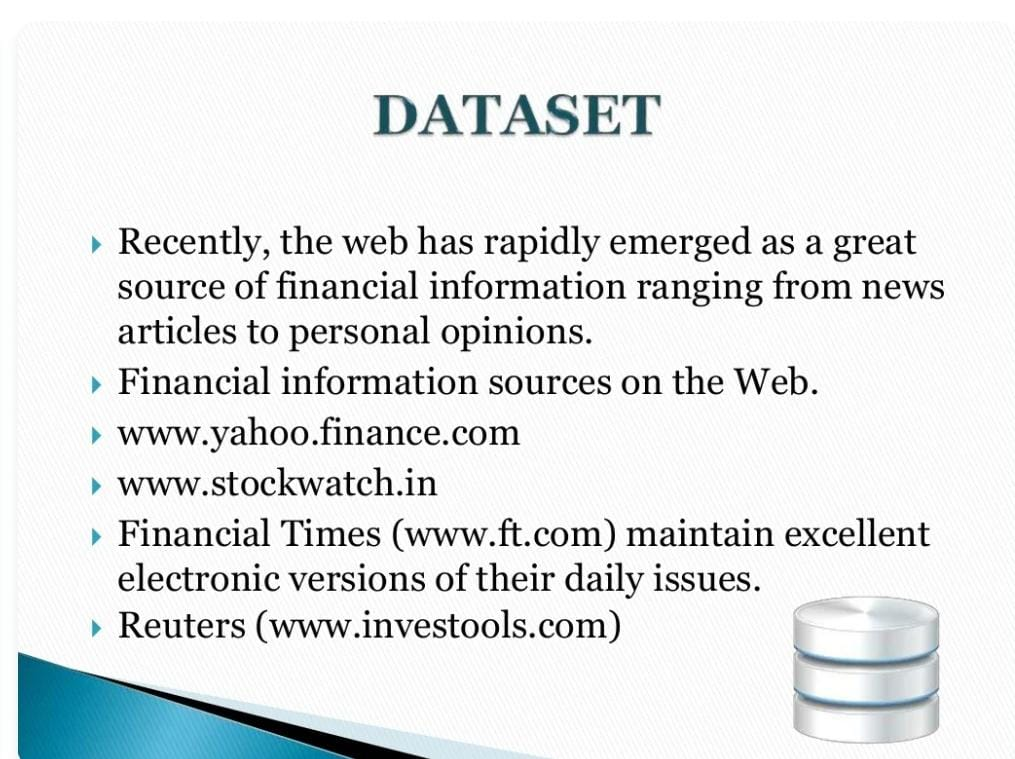 DATASET
Recently, the web has rapidly emerged as a great
source of financial information ranging from news
articles to personal opinions.
Financial information sources on the Web.
www.yahoo.finance.com
www.stockwatch.in
Financial Times (www.ft.com) maintain excellent
electronic versions of their daily issues.
Reuters (www.investools.com)